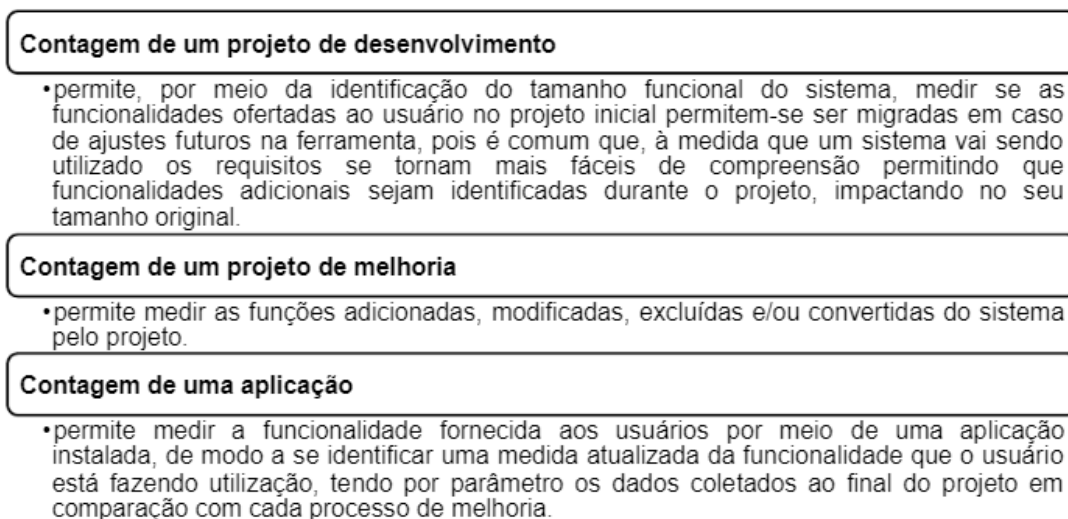 Contagem de um projeto de desenvolvimento
•permite, por meio da identificação do tamanho funcional do sistema, medir se as
funcionalidades ofertadas ao usuário no projeto inicial permitem-se ser migradas em caso
de ajustes futuros na ferramenta, pois é comum que, à medida que um sistema vai sendo
utilizado os requisitos se tornam mais fáceis de compreensão permitindo que
funcionalidades adicionais sejam identificadas durante o projeto, impactando no seu
tamanho original.
Contagem de um projeto de melhoria
•permite medir as funções adicionadas, modificadas, excluídas e/ou convertidas do sistema
pelo projeto.
Contagem de uma aplicação
•permite medir a funcionalidade fornecida aos usuários por meio de uma aplicação
instalada, de modo a se identificar uma medida atualizada da funcionalidade que o usuário
está fazendo utilização, tendo por parâmetro os dados coletados ao final do projeto em
comparação com cada processo de melhoria.